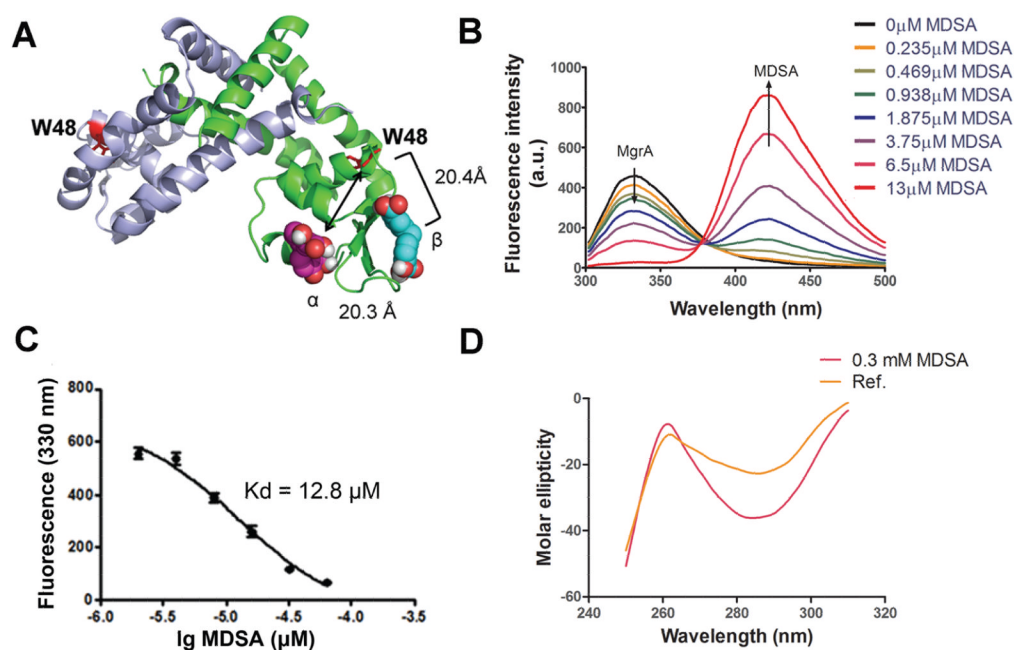 A
W48
W48
20.4Å
β
α
20.3 Å
B
Fluorescence intensity
(a.u.)
1000
800
600
400
200
0
300
350
400
450
500
Wavelength (nm)
MgrA
MDSA
0μM MDSA
0.235μM MDSA
0.469μM MDSA
0.938μM MDSA
1.875μM MDSA
3.75μM MDSA
6.5μM MDSA
13μM MDSA
C
Fluorescence (330 nm)
800
600
400
200
0
-6.0
-5.5
-5.0
-4.5
-4.0
-3.5
lg MDSA (μM)
Kd = 12.8 μM
D
0.3 mM MDSA
Ref.
Molar ellipticity
0
-20
-40
-60
240
260
280
300
320
Wavelength (nm)